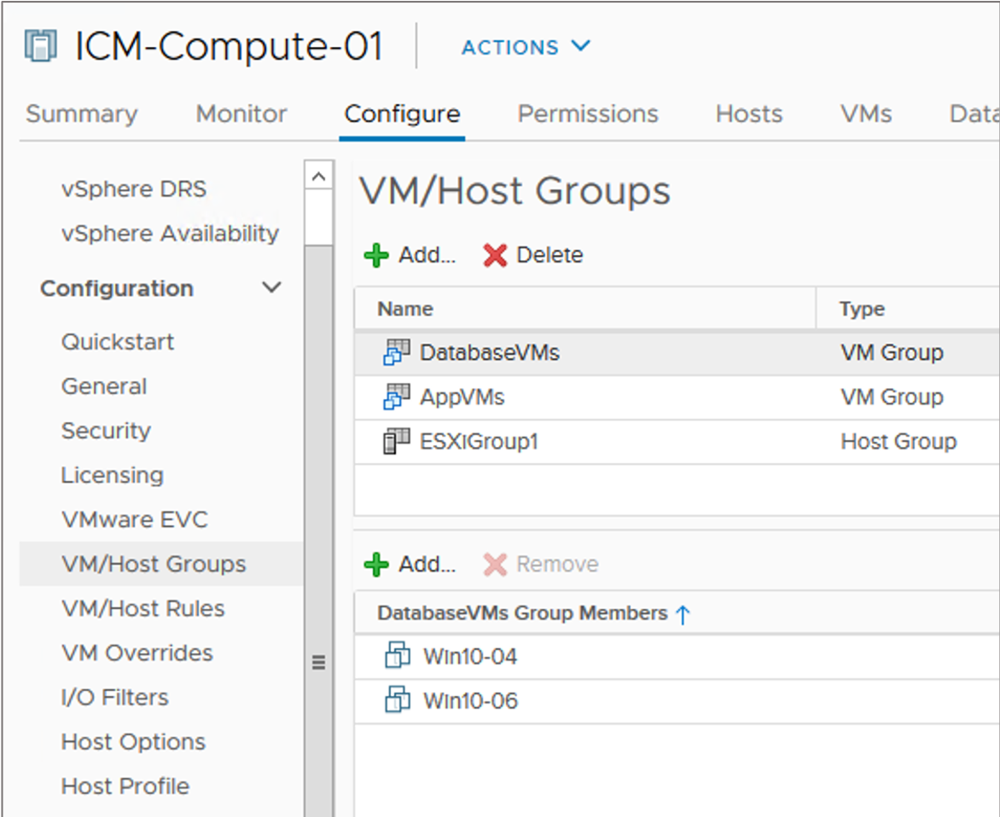 ICM-Compute-01 ACTIONS
Summary Monitor Configure Permissions Hosts VMs Data
vSphere DRS
vSphere Availability
Configuration
Quickstart
General
Security
Licensing
VMware EVC
VM/Host Groups
VM/Host Rules
VM Overrides
I/O Filters
Host Options
Host Profile
VM/Host Groups
Add... Delete
Name Type
DatabaseVMs VM Group
AppVMs VM Group
ESXiGroup1 Host Group
Add... Remove
DatabaseVMs Group Members
Win10-04
Win10-06